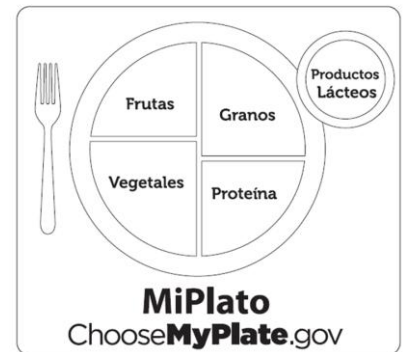 Frutas
Granos
Productos
Lácteos
Vegetales
Proteína
MiPlato
ChooseMyPlate.gov